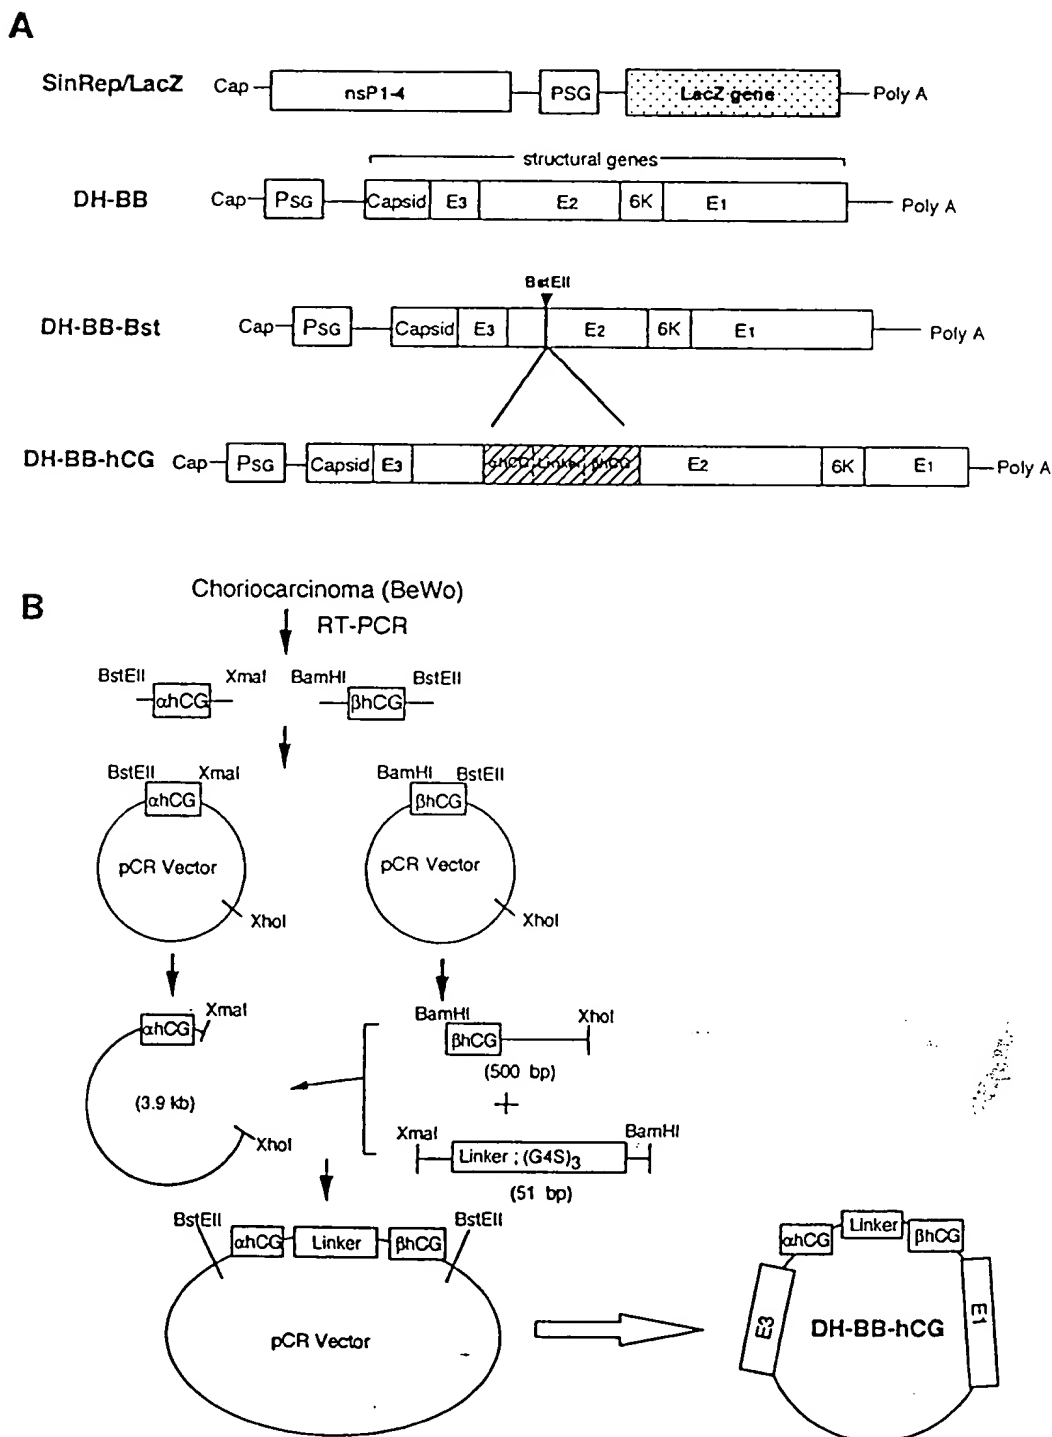 A
SinRep/LacZ Cap nsP1-4 PSG LacZ gene Poly A
structural genes
DH-BB Cap PSG Capsid E3 E2 6K E1 Poly A
BstEII
DH-BB-Bst Cap PSG Capsid E3 E2 6K E1 Poly A
DH-BB-hCG Cap PSG Capsid E3 αhCG Linker βhCG E2 6K E1 Poly A
B
Choriocarcinoma (BeWo)
RT-PCR
BstEII XmaI BamHI BstEII
αhCG βhCG
BstEII XmaI BamHI BstEII
αhCG βhCG
pCR Vector pCR Vector
XhoI XhoI
XmaI BamHI XhoI
αhCG βhCG
(500 bp)
(3.9 kb) +
XhoI XmaI BamHI
Linker ; (G4S)3
(51 bp)
BstEII BstEII
αhCG Linker βhCG
αhCG Linker βhCG
pCR Vector
E3 DH-BB-hCG E1